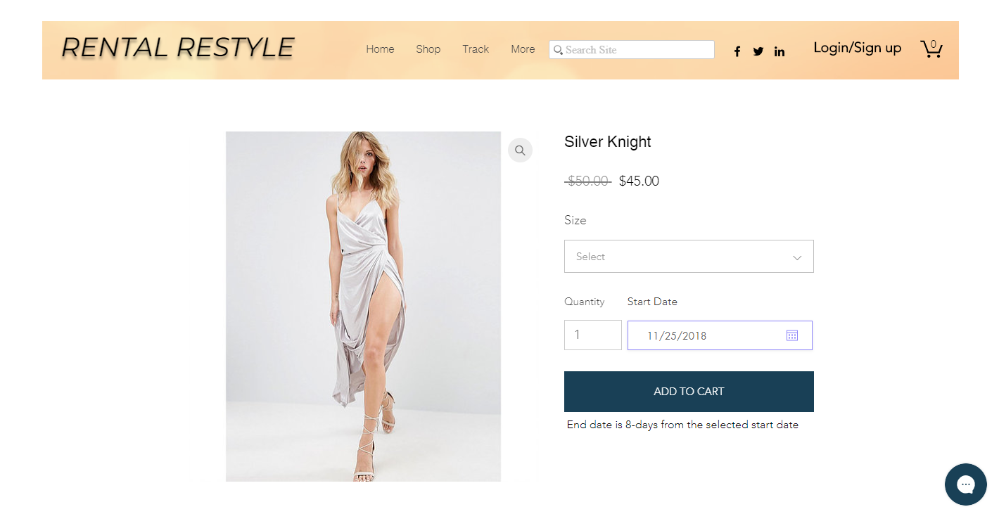 RENTAL RESTYLE
Home Shop Track More Search Site Login/Sign up 0
Silver Knight
$50.00 $45.00
Size
Select
Quantity Start Date
1 11/25/2018
ADD TO CART
End date is 8-days from the selected start date